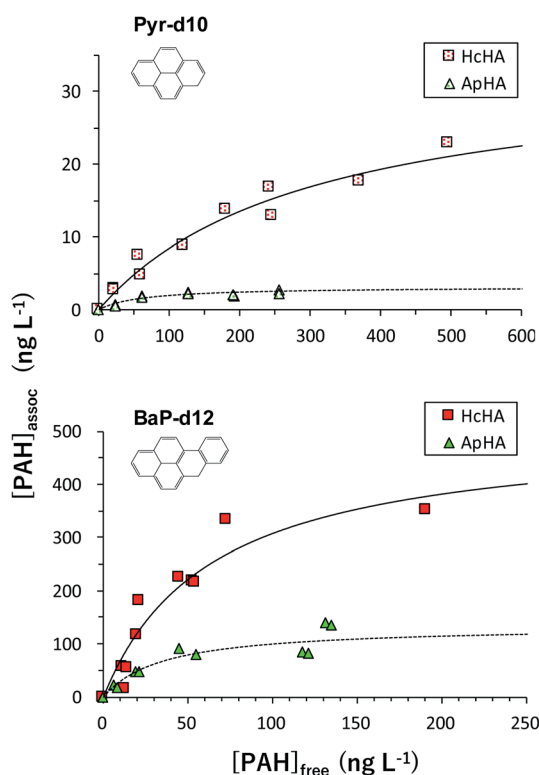 Pyr-d10
HcHA
ApHA
30
20
10
0
0 100 200 300 400 500 600
[PAH]assoc (ng L-1)
BaP-d12
HcHA
ApHA
500
400
300
200
100
0
0 50 100 150 200 250
[PAH]free (ng L-1)